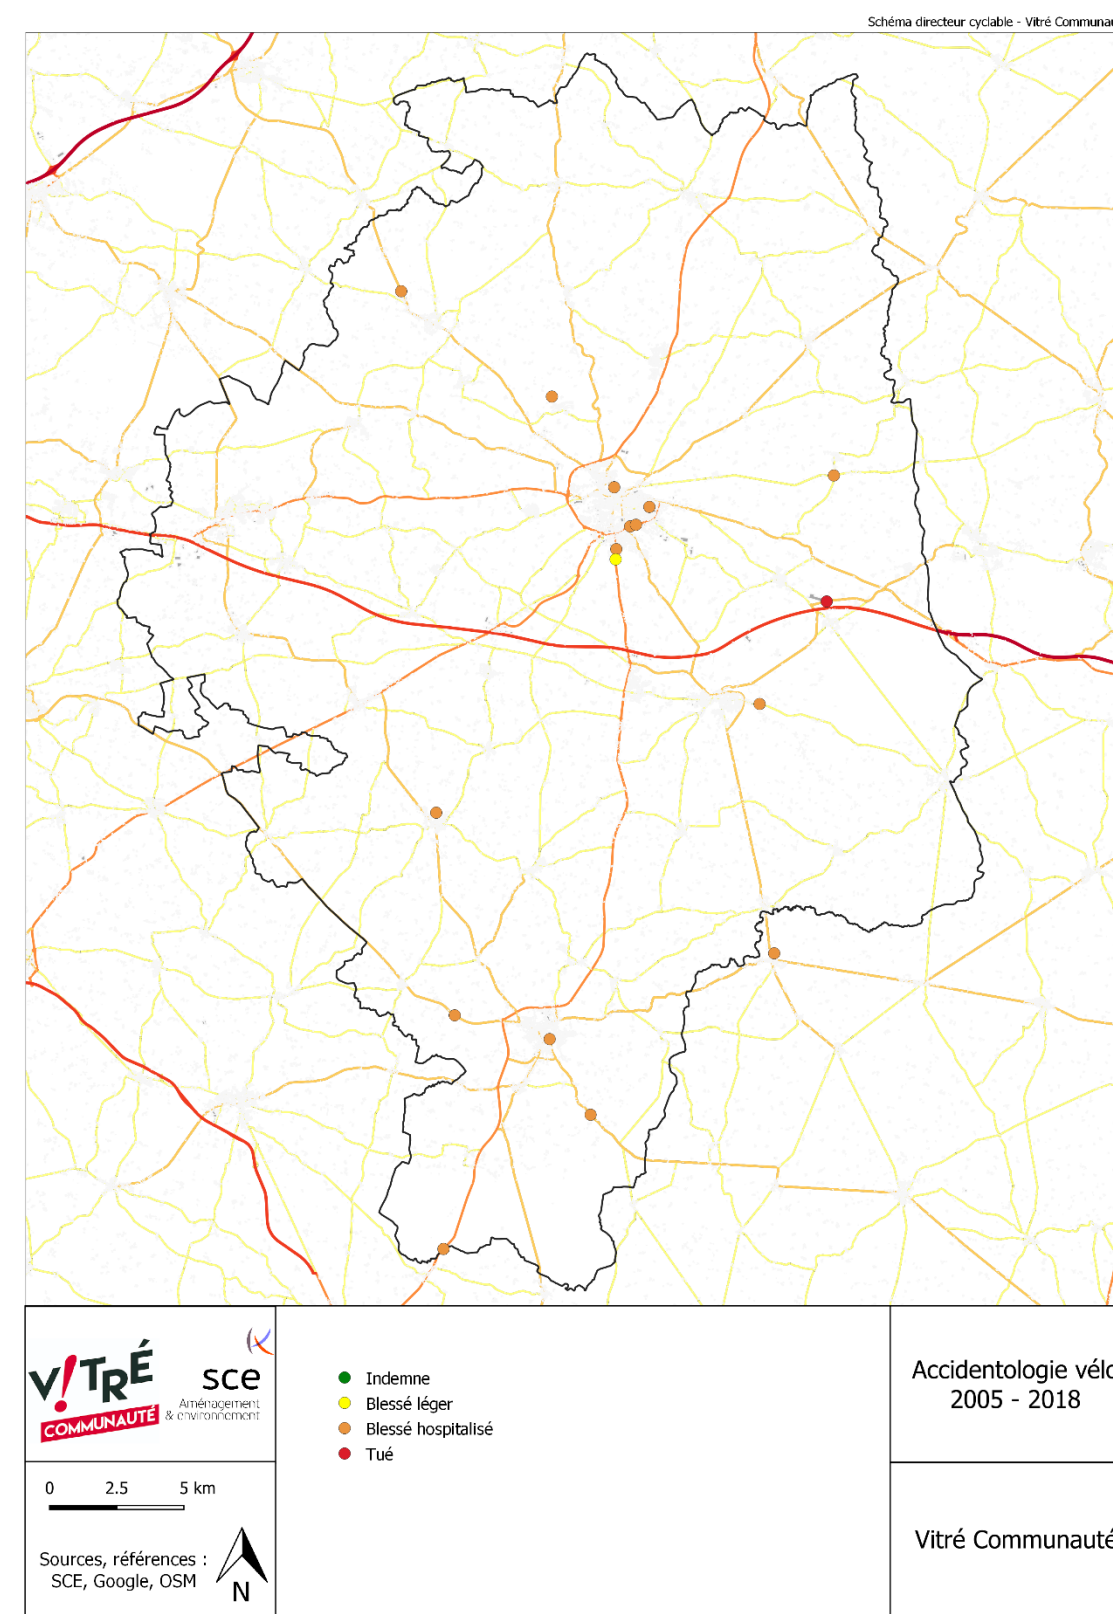 Schéma directeur cyclable - Vitré Communau
V!TRÉ
COMMUNAUTÉ
sce
Aménagement
& environnement
0 2.5 5 km
Sources, références :
SCE, Google, OSM
N
Indemne
Blessé léger
Blessé hospitalisé
Tué
Accidentologie vélo
2005 - 2018
Vitré Communauté